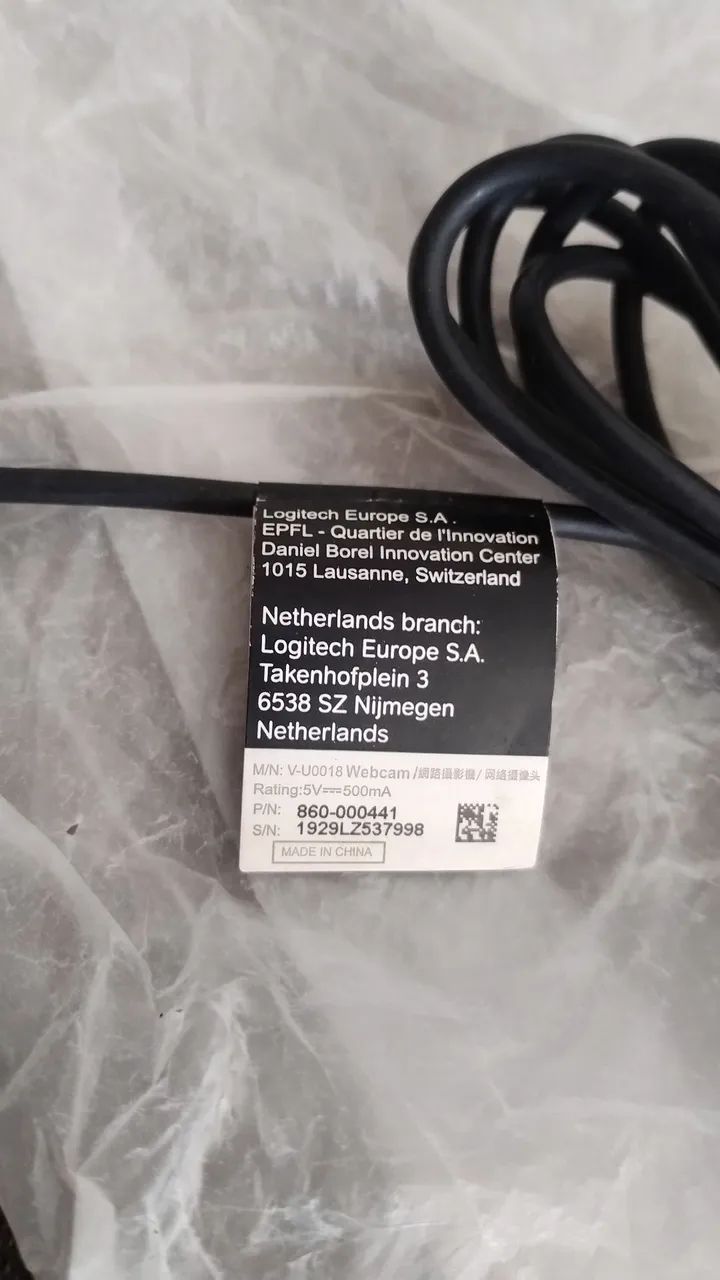 Logitech Europe S.A.
EPFL - Quartier de l'Innovation
Daniel Borel Innovation Center
1015 Lausanne, Switzerland
Netherlands branch:
Logitech Europe S.A.
Takenhofplein 3
6538 SZ Nijmegen
Netherlands
M/N: V-U0018 Webcam /網路攝影機/ 网络摄像头
Rating:5V⎓500mA
P/N: 860-000441
S/N: 1929LZ537998
MADE IN CHINA